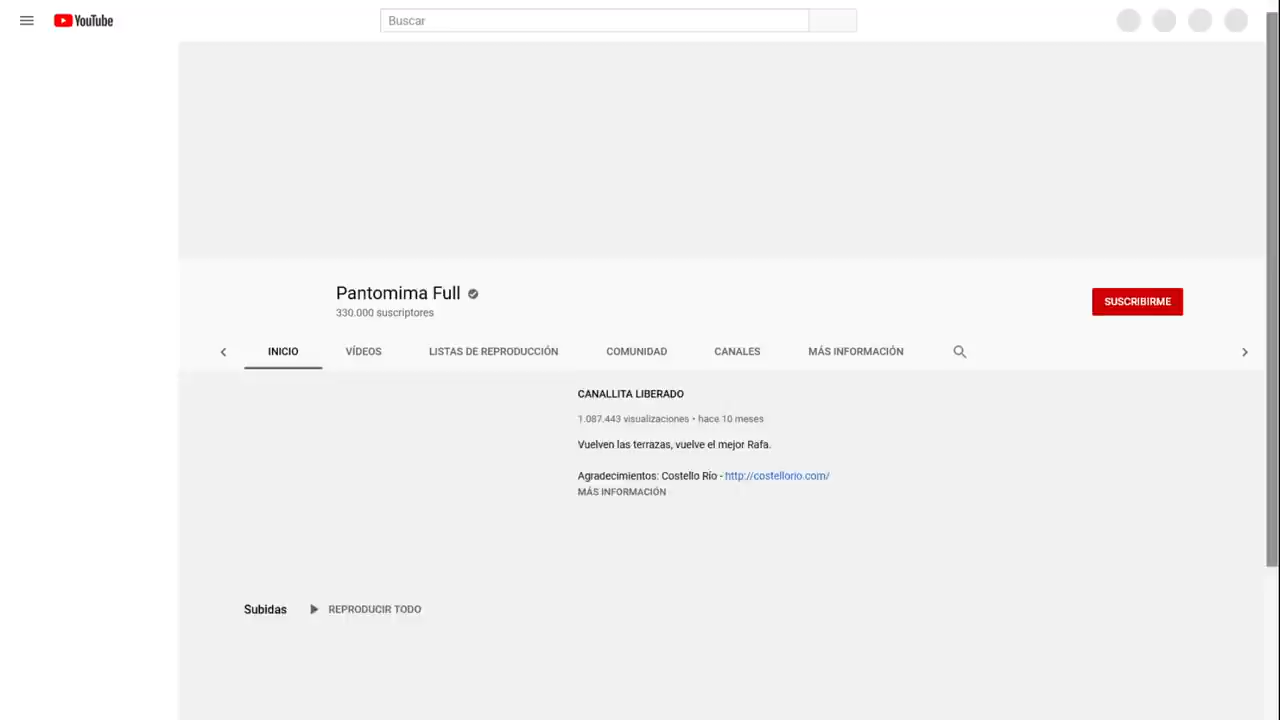 YouTube
Buscar
Pantomima Full
330.000 suscriptores
SUSCRIBIRME
INICIO VÍDEOS LISTAS DE REPRODUCCIÓN COMUNIDAD CANALES MÁS INFORMACIÓN
CANALLITA LIBERADO
1.087.443 visualizaciones • hace 10 meses
Vuelven las terrazas, vuelve el mejor Rafa.
Agradecimientos: Costello Río - http://costellorio.com/
MÁS INFORMACIÓN
Subidas REPRODUCIR TODO